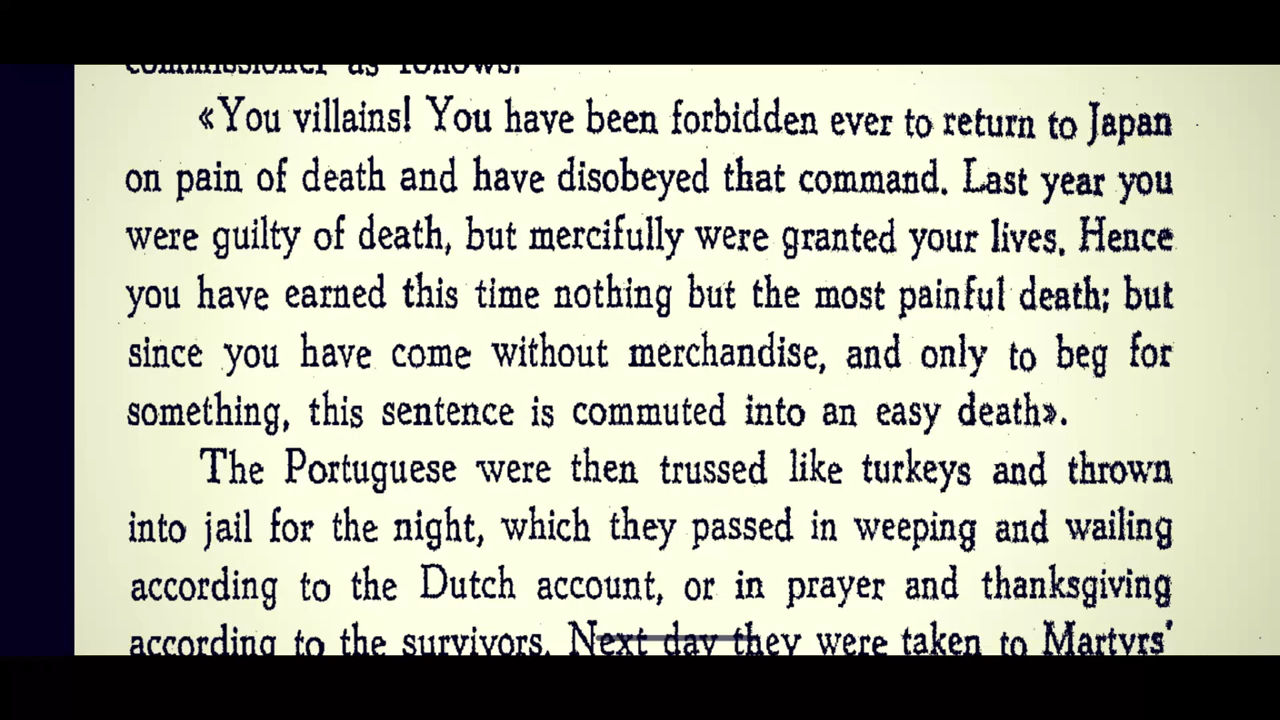 commissioner as follows:
«You villains! You have been forbidden ever to return to Japan
on pain of death and have disobeyed that command. Last year you
were guilty of death, but mercifully were granted your lives. Hence
you have earned this time nothing but the most painful death; but
since you have come without merchandise, and only to beg for
something, this sentence is commuted into an easy death».
The Portuguese were then trussed like turkeys and thrown
into jail for the night, which they passed in weeping and wailing
according to the Dutch account, or in prayer and thanksgiving
according to the survivors. Next day they were taken to Martyrs'